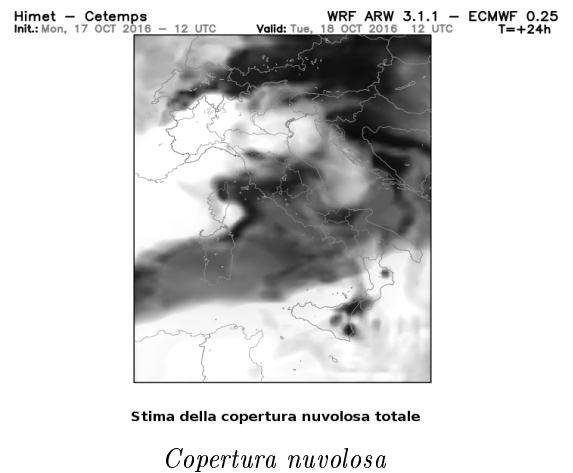 Himet – Cetemps WRF ARW 3.1.1 – ECMWF 0.25
Init.: Mon, 17 OCT 2016 – 12 UTC Valid: Tue, 18 OCT 2016 12 UTC T=+24h
Stima della copertura nuvolosa totale
Copertura nuvolosa